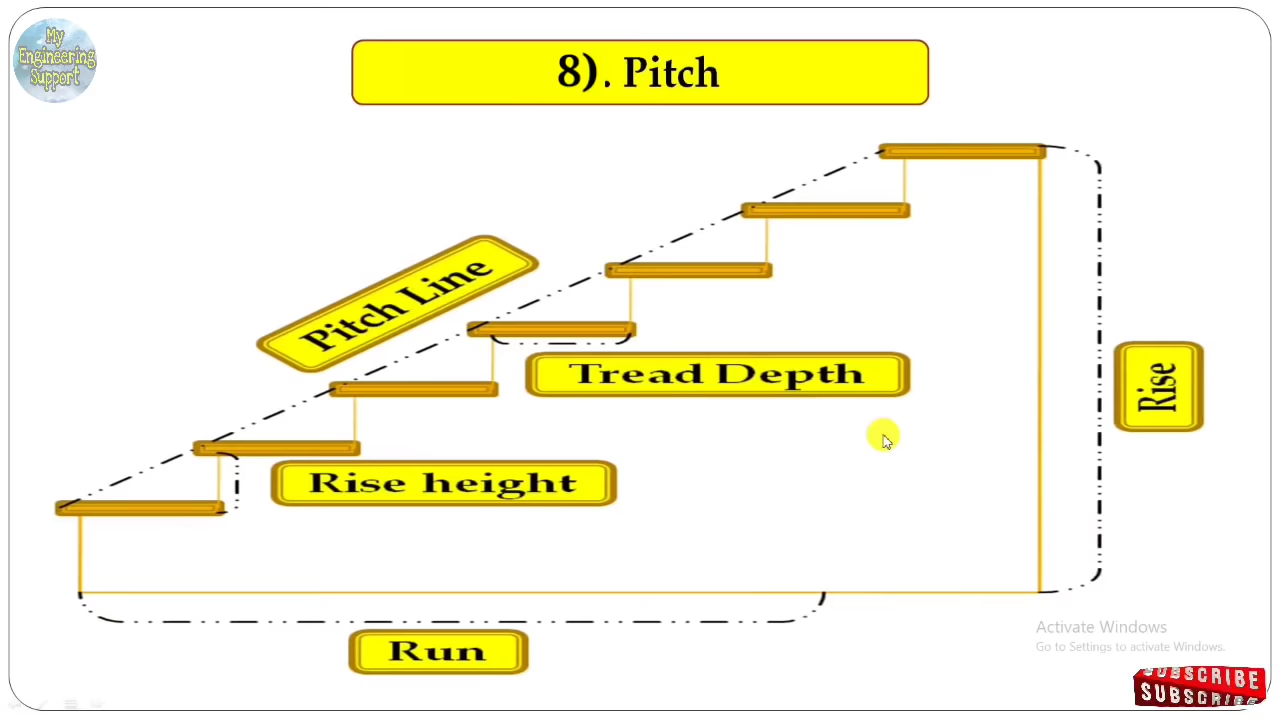 My
Engineering
Support
8). Pitch
Pitch Line
Tread Depth
Rise
Rise height
Run
Activate Windows
Go to Settings to activate Windows.
SUBSCRIBE
SUBSCRIBE